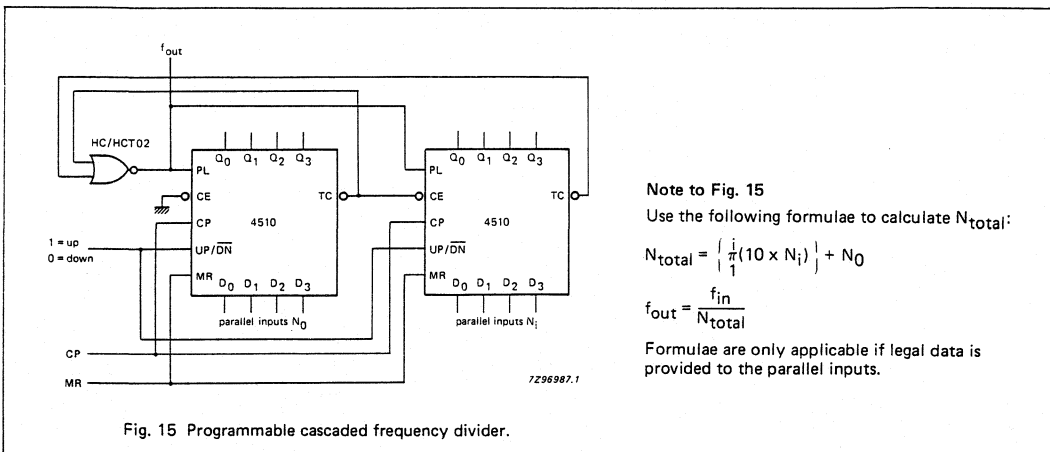 fout
HC/HCT02
Q0 Q1 Q2 Q3
PL
CE
TC
CP
4510
UP/DN
MR
D0 D1 D2 D3
parallel inputs N0
Q0 Q1 Q2 Q3
PL
CE
TC
CP
4510
UP/DN
MR
D0 D1 D2 D3
parallel inputs Ni
1 = up
0 = down
CP
MR
7Z96987.1
Fig. 15 Programmable cascaded frequency divider.
Note to Fig. 15
Use the following formulae to calculate Ntotal:
Ntotal = { i π 1 (10 x Ni) } + N0
fout = fin / Ntotal
Formulae are only applicable if legal data is
provided to the parallel inputs.